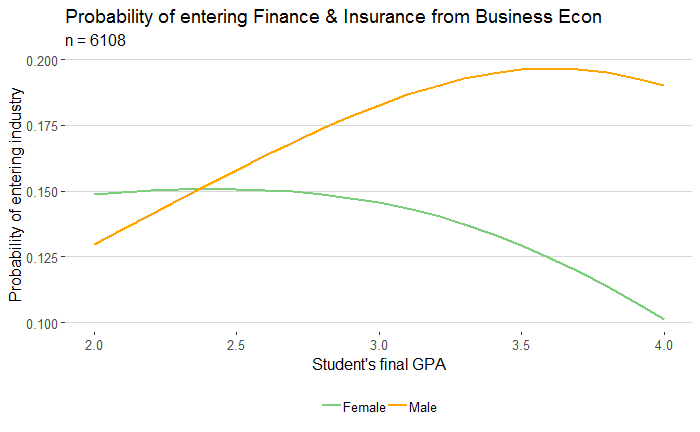 Probability of entering Finance & Insurance from Business Econ
n = 6108
Probability of entering industry
0.200
0.175
0.150
0.125
0.100
2.0 2.5 3.0 3.5 4.0
Student's final GPA
Female Male